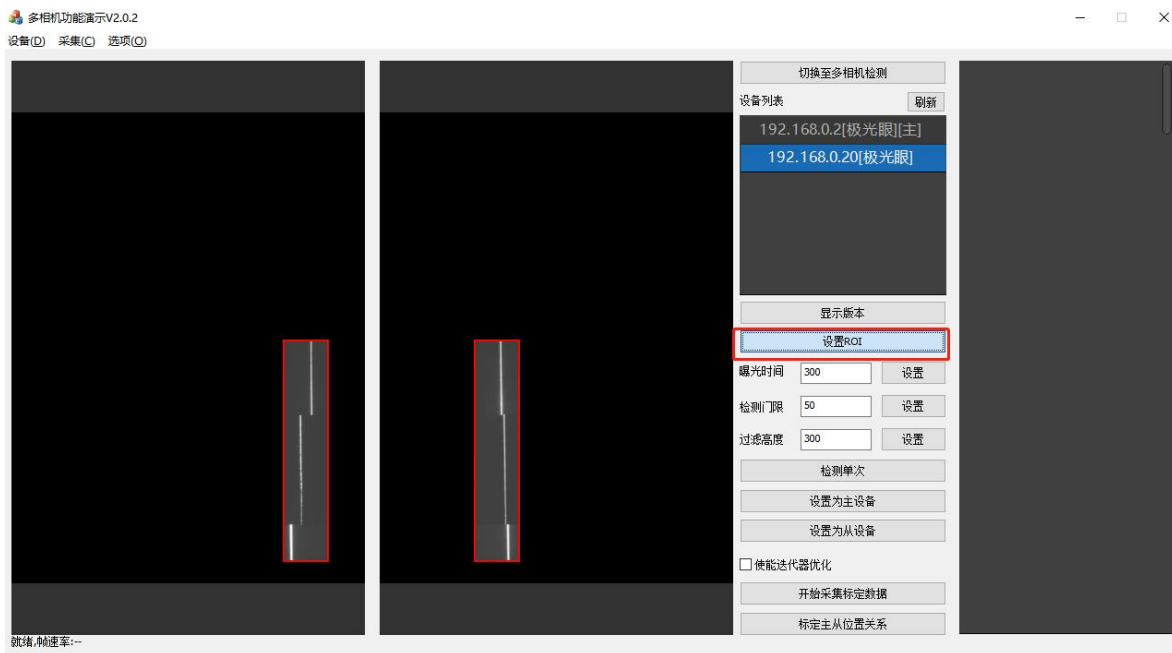 多相机功能演示V2.0.2
设备(D) 采集(C) 选项(O)
切换至多相机检测
设备列表 刷新
192.168.0.2[极光眼][主]
192.168.0.20[极光眼]
显示版本
设置ROI
曝光时间 300 设置
检测门限 50 设置
过滤高度 300 设置
检测单次
设置为主设备
设置为从设备
使能迭代器优化
开始采集标定数据
标定主从位置关系
就绪,帧速率:--